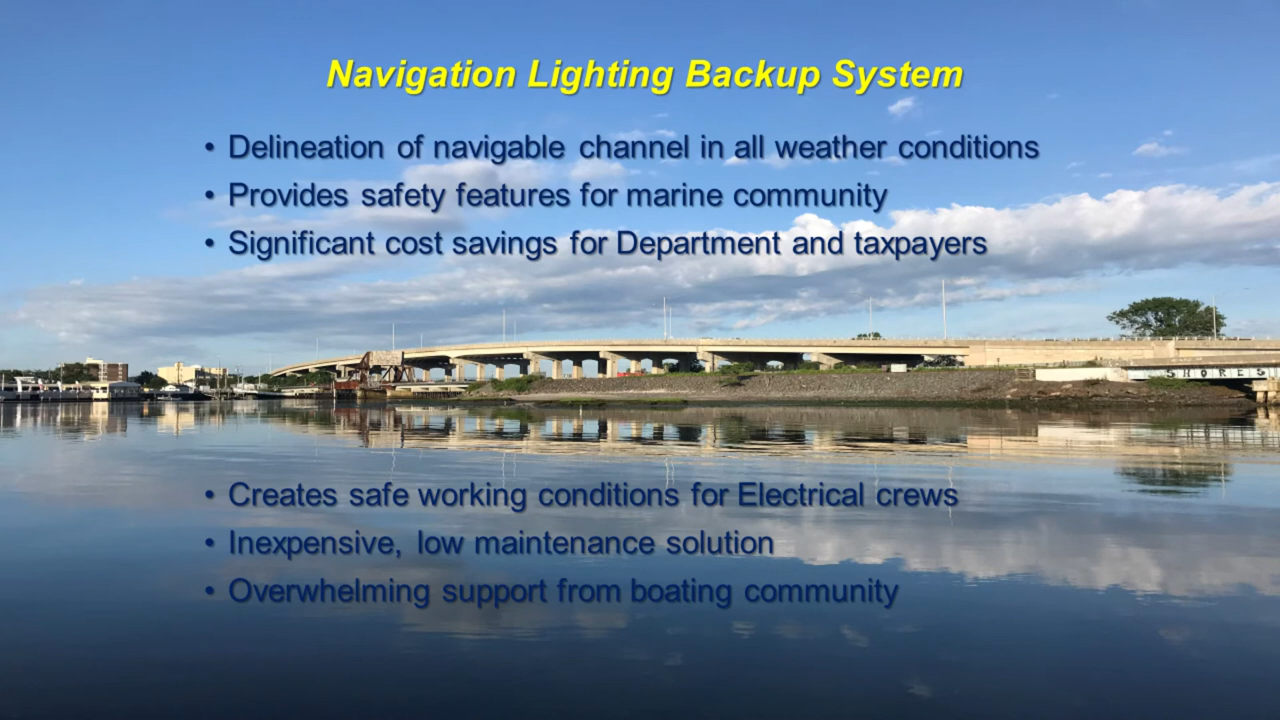 Navigation Lighting Backup System
• Delineation of navigable channel in all weather conditions
• Provides safety features for marine community
• Significant cost savings for Department and taxpayers
SHORES
• Creates safe working conditions for Electrical crews
• Inexpensive, low maintenance solution
• Overwhelming support from boating community